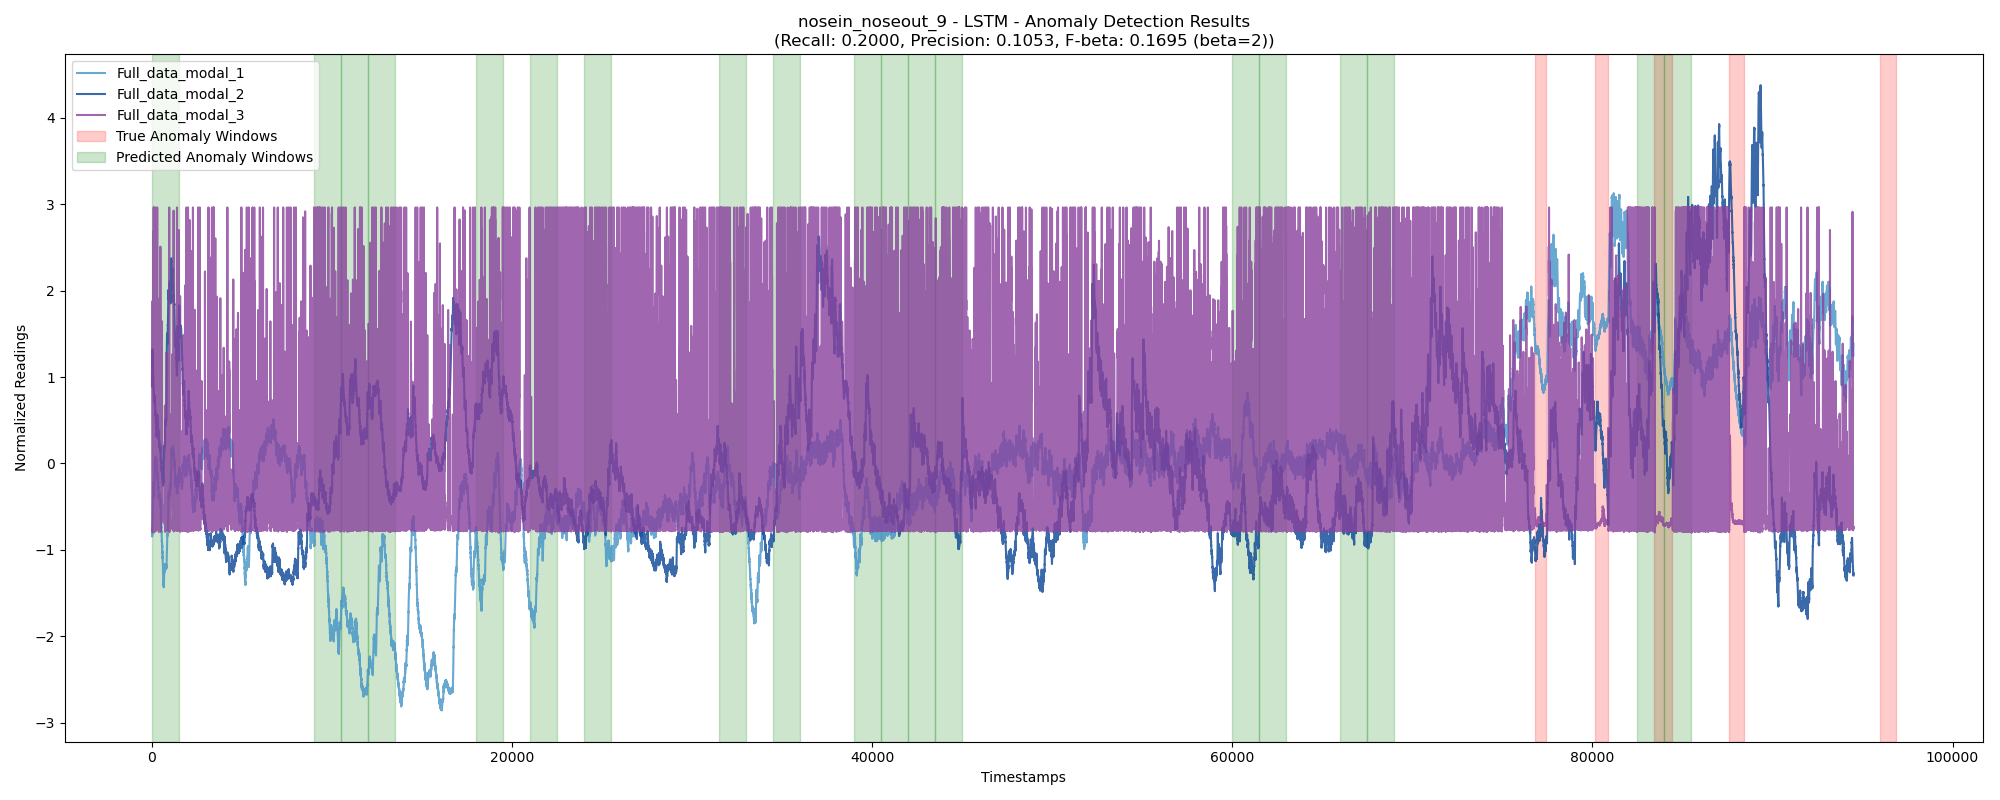 nosein_noseout_9 - LSTM - Anomaly Detection Results
(Recall: 0.2000, Precision: 0.1053, F-beta: 0.1695 (beta=2))
Full_data_modal_1
Full_data_modal_2
Full_data_modal_3
True Anomaly Windows
Predicted Anomaly Windows
Normalized Readings
4
3
2
1
0
−1
−2
−3
0 20000 40000 60000 80000 100000
Timestamps